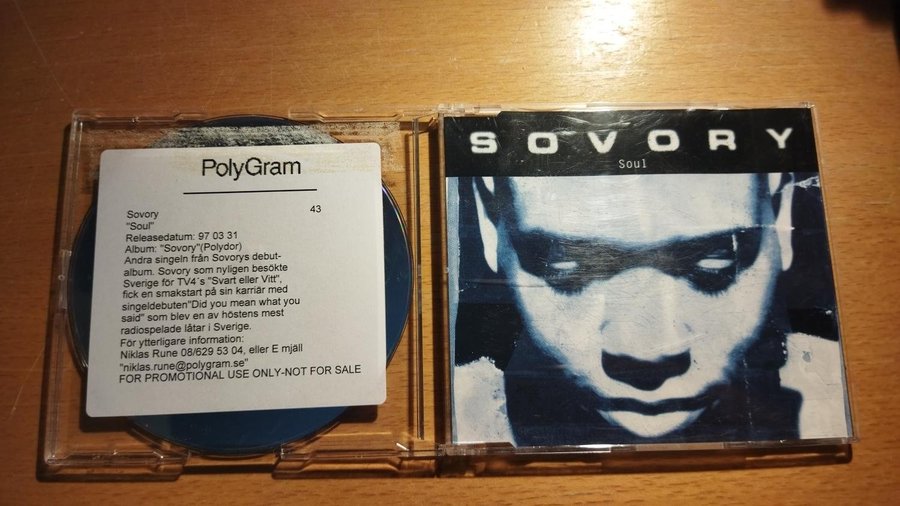 PolyGram
Sovory 43
"Soul"
Releasedatum: 97 03 31
Album: "Sovory"(Polydor)
Andra singeln från Sovorys debut-
album. Sovory som nyligen besökte
Sverige för TV4´s "Svart eller Vitt",
fick en smakstart på sin karriär med
singeldebuten"Did you mean what you
said" som blev en av höstens mest
radiospelade låtar i Sverige.
För ytterligare information:
Niklas Rune 08/629 53 04, eller E mjäll
"niklas.rune@polygram.se"
FOR PROMOTIONAL USE ONLY-NOT FOR SALE
SOVORY
Soul